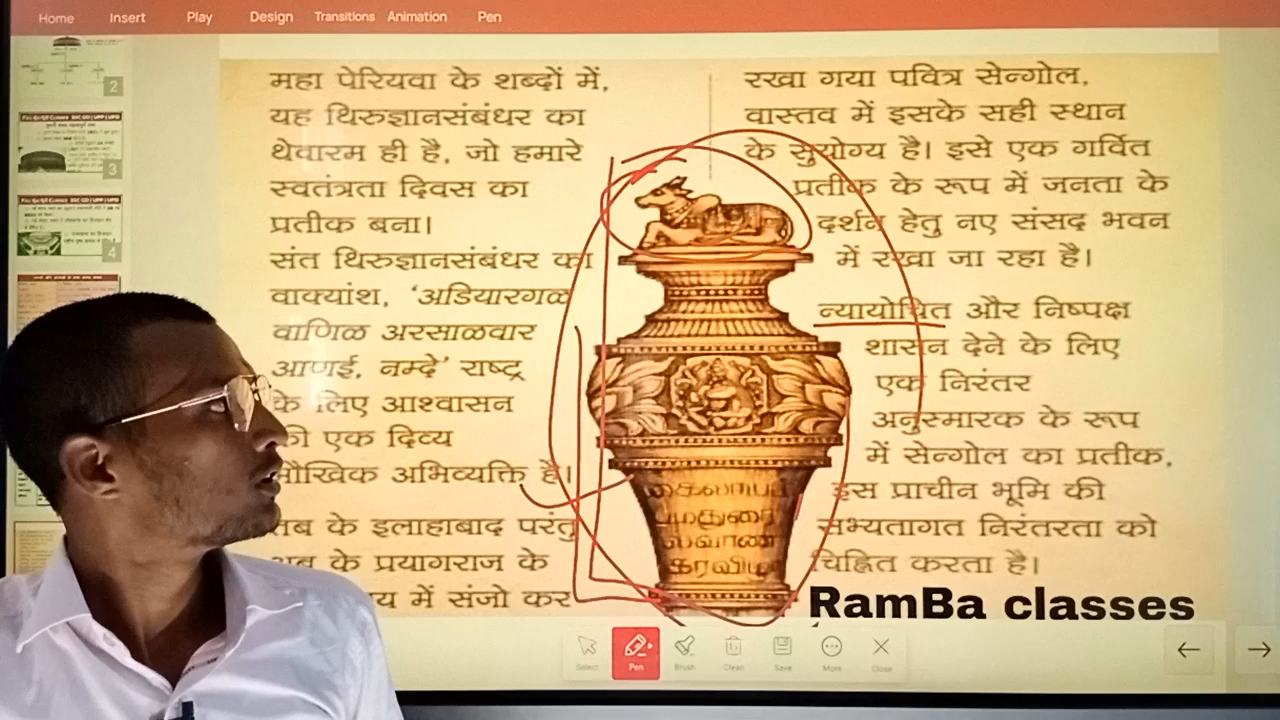 Home Insert Play Design Transitions Animation Pen
2
3
4
महा पेरियवा के शब्दों में,
यह थिरुज्ञानसंबंधर का
थेवारम ही है, जो हमारे
स्वतंत्रता दिवस का
प्रतीक बना।
संत थिरुज्ञानसंबंधर का
वाक्यांश, ‘अडियारगळ
वाणिळ अरसाळवार
आणई, नम्दे’ राष्ट्र
के लिए आश्वासन
की एक दिव्य
मौखिक अभिव्यक्ति है।
तब के इलाहाबाद परंतु
अब के प्रयागराज के
में संजो कर
रखा गया पवित्र सेन्गोल,
वास्तव में इसके सही स्थान
के सुयोग्य है। इसे एक गर्वित
प्रतीक के रूप में जनता के
दर्शन हेतु नए संसद भवन
में रखा जा रहा है।
न्यायोचित और निष्पक्ष
शासन देने के लिए
एक निरंतर
अनुस्मारक के रूप
में सेन्गोल का प्रतीक,
इस प्राचीन भूमि की
सभ्यतागत निरंतरता को
चिह्नित करता है।
RamBa classes
Select Pen Brush Clean Save More Close